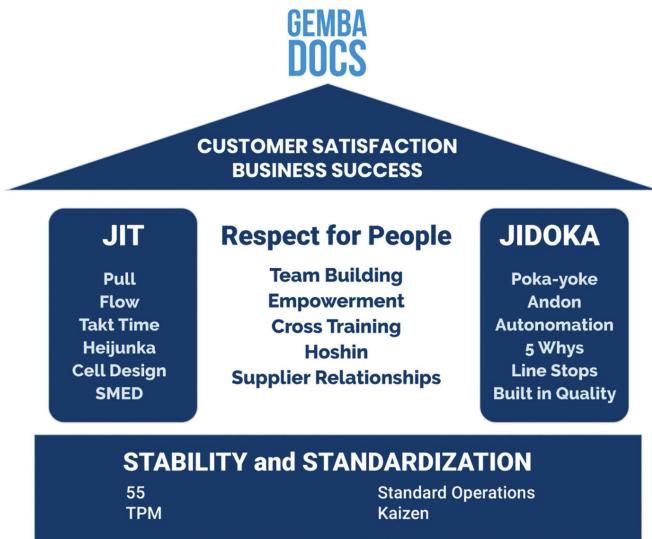 GEMBA
DOCS
CUSTOMER SATISFACTION
BUSINESS SUCCESS
JIT
Pull
Flow
Takt Time
Heijunka
Cell Design
SMED
Respect for People
Team Building
Empowerment
Cross Training
Hoshin
Supplier Relationships
JIDOKA
Poka-yoke
Andon
Autonomation
5 Whys
Line Stops
Built in Quality
STABILITY and STANDARDIZATION
55
TPM
Standard Operations
Kaizen